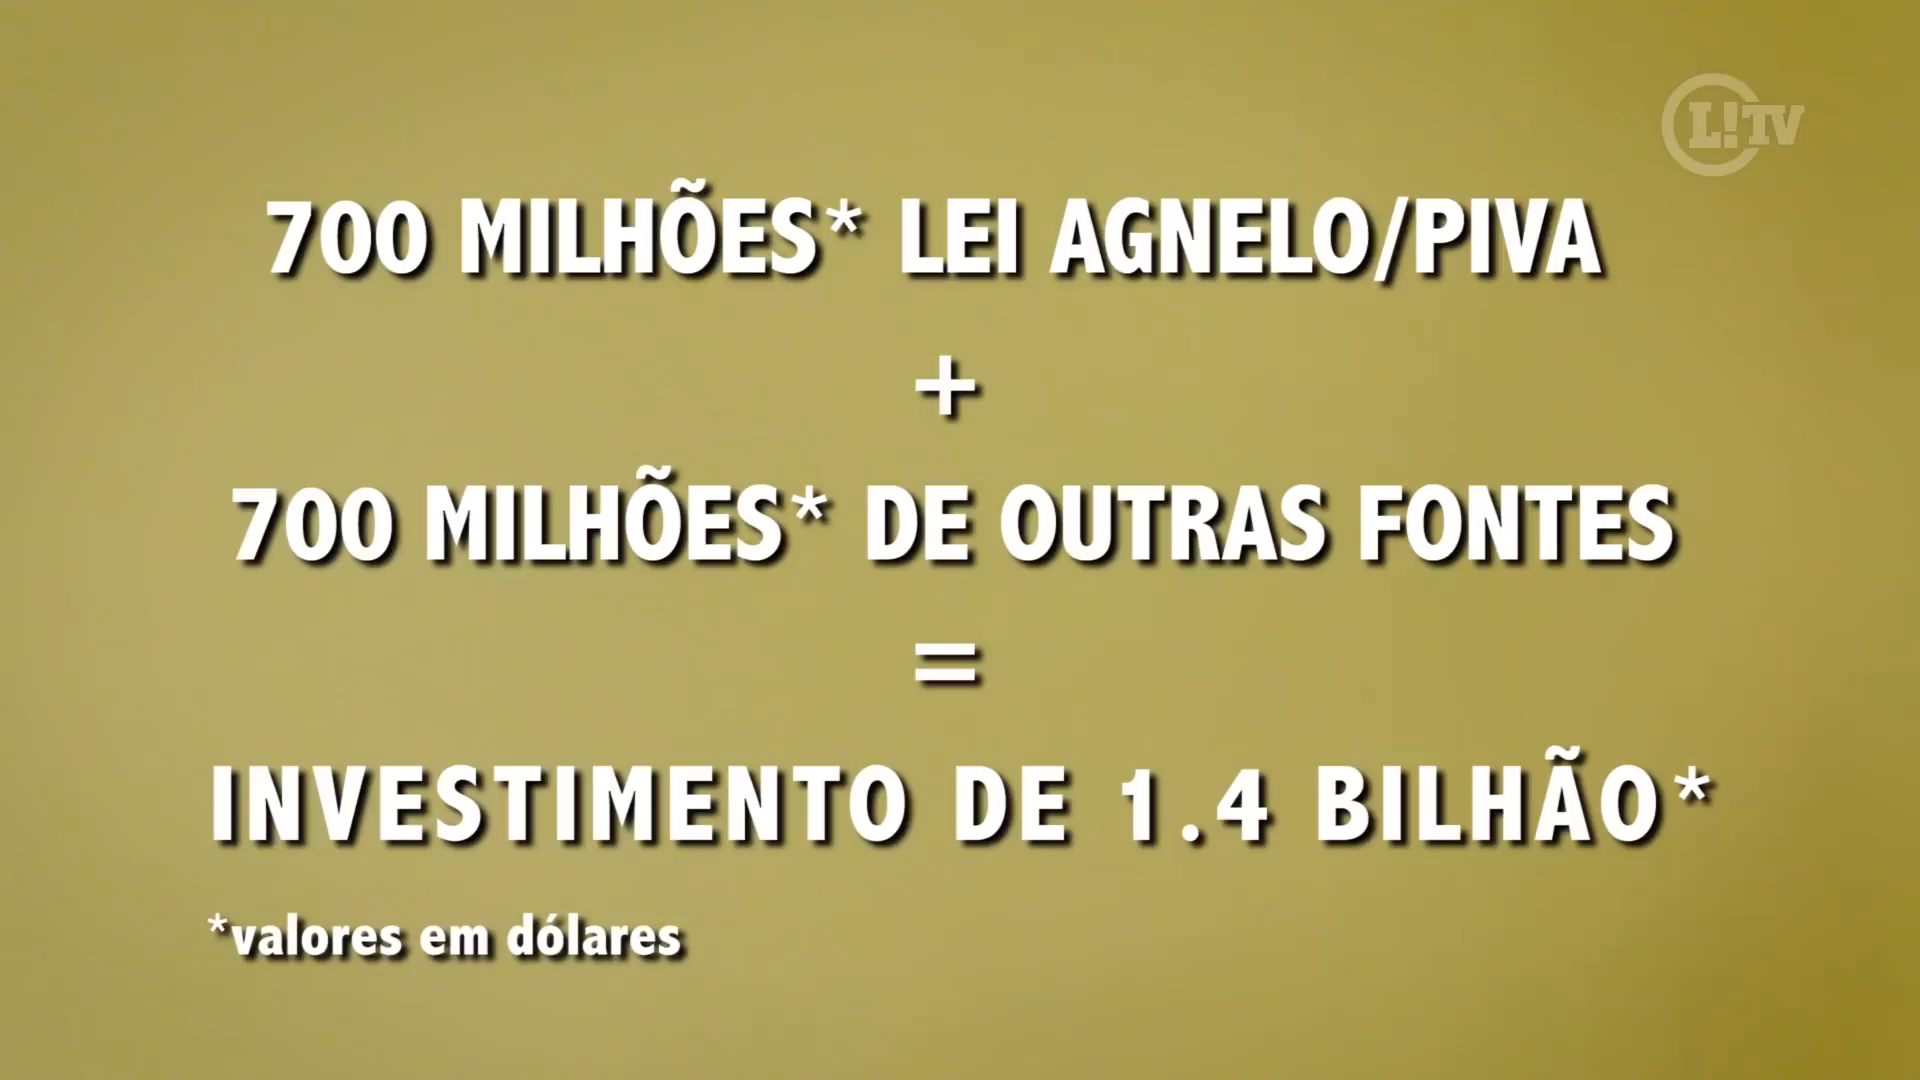 L!TV
700 MILHÕES* LEI AGNELO/PIVA
+
700 MILHÕES* DE OUTRAS FONTES
=
INVESTIMENTO DE 1.4 BILHÃO*
*valores em dólares